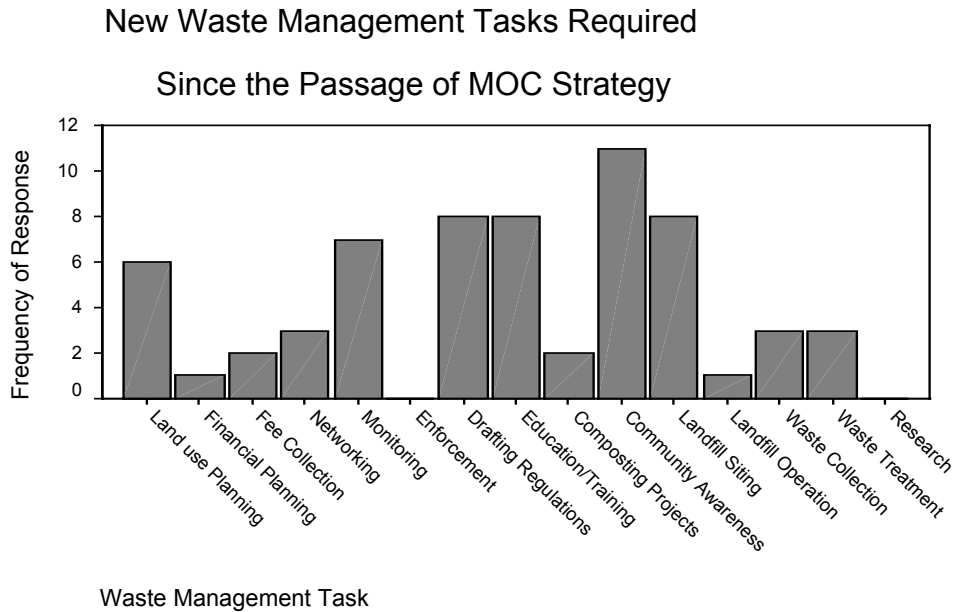 New Waste Management Tasks Required
Since the Passage of MOC Strategy
Frequency of Response
12
10
8
6
4
2
0
Land use Planning
Financial Planning
Fee Collection
Networking
Monitoring
Enforcement
Drafting Regulations
Education/Training
Composting Projects
Community Awareness
Landfill Siting
Landfill Operation
Waste Collection
Waste Treatment
Research
Waste Management Task